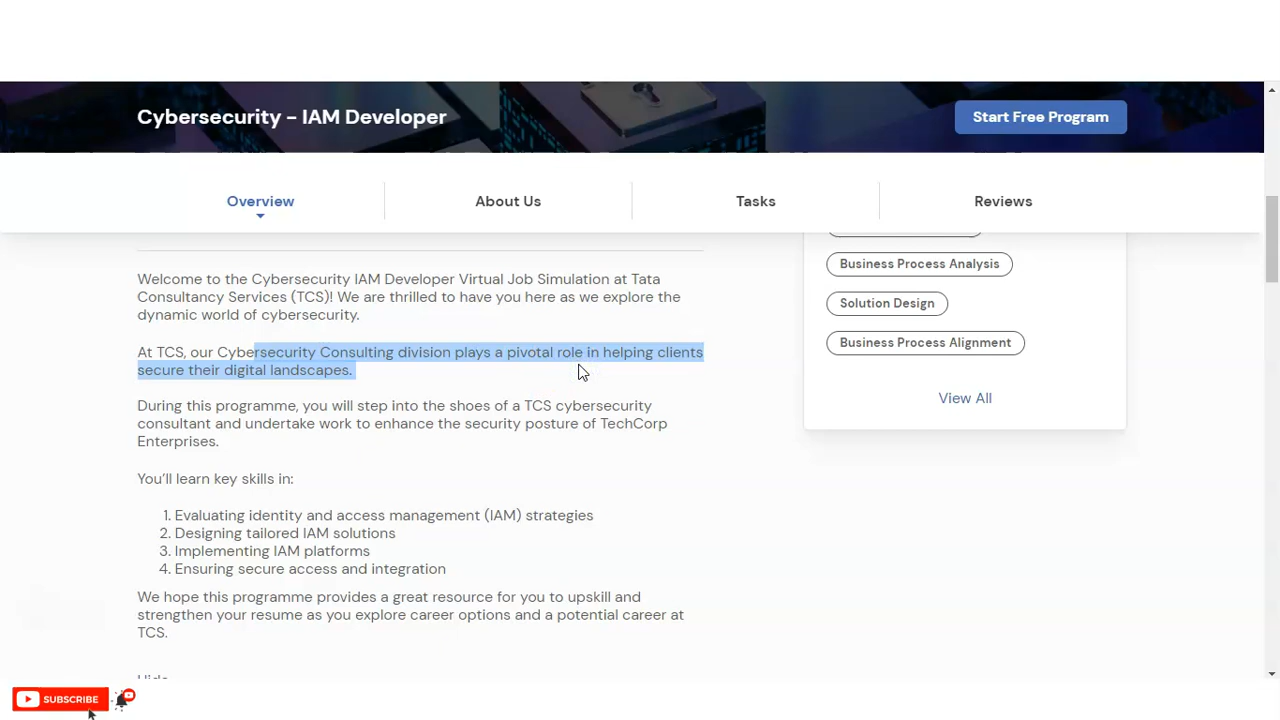 Cybersecurity - IAM Developer
Start Free Program
Overview
About Us
Tasks
Reviews
Welcome to the Cybersecurity IAM Developer Virtual Job Simulation at Tata
Consultancy Services (TCS)! We are thrilled to have you here as we explore the
dynamic world of cybersecurity.
At TCS, our Cybersecurity Consulting division plays a pivotal role in helping clients
secure their digital landscapes.
During this programme, you will step into the shoes of a TCS cybersecurity
consultant and undertake work to enhance the security posture of TechCorp
Enterprises.
You'll learn key skills in:
1. Evaluating identity and access management (IAM) strategies
2. Designing tailored IAM solutions
3. Implementing IAM platforms
4. Ensuring secure access and integration
We hope this programme provides a great resource for you to upskill and
strengthen your resume as you explore career options and a potential career at
TCS.
Business Process Analysis
Solution Design
Business Process Alignment
View All
SUBSCRIBE